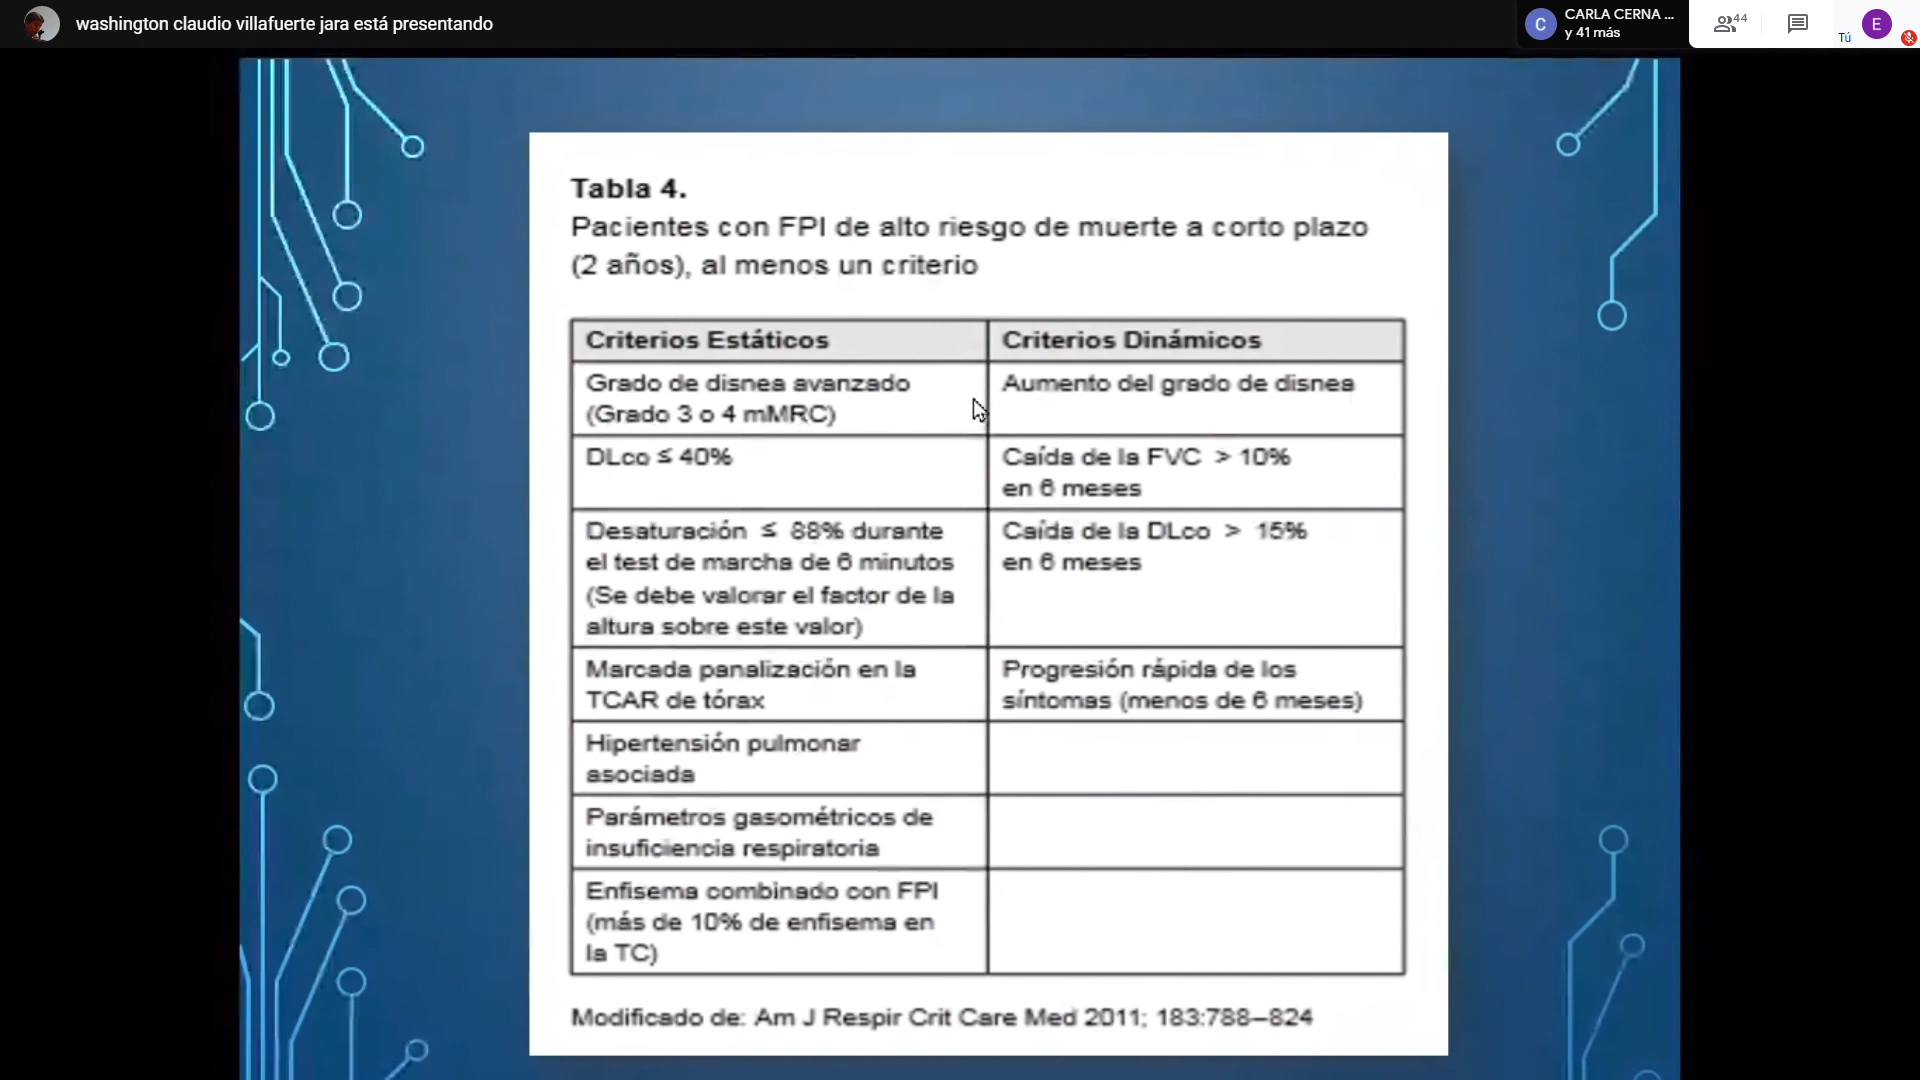 washington claudio villafuerte jara está presentando
C
CARLA CERNA ...
y 41 más
44
Tú
E
Tabla 4.
Pacientes con FPI de alto riesgo de muerte a corto plazo
(2 años), al menos un criterio
Criterios Estáticos
Criterios Dinámicos
Grado de disnea avanzado
(Grado 3 o 4 mMRC)
Aumento del grado de disnea
DLco ≤ 40%
Caída de la FVC > 10%
en 6 meses
Desaturación ≤ 88% durante
el test de marcha de 6 minutos
(Se debe valorar el factor de la
altura sobre este valor)
Caída de la DLco > 15%
en 6 meses
Marcada panalización en la
TCAR de tórax
Progresión rápida de los
síntomas (menos de 6 meses)
Hipertensión pulmonar
asociada
Parámetros gasométricos de
insuficiencia respiratoria
Enfisema combinado con FPI
(más de 10% de enfisema en
la TC)
Modificado de: Am J Respir Crit Care Med 2011; 183:788–824